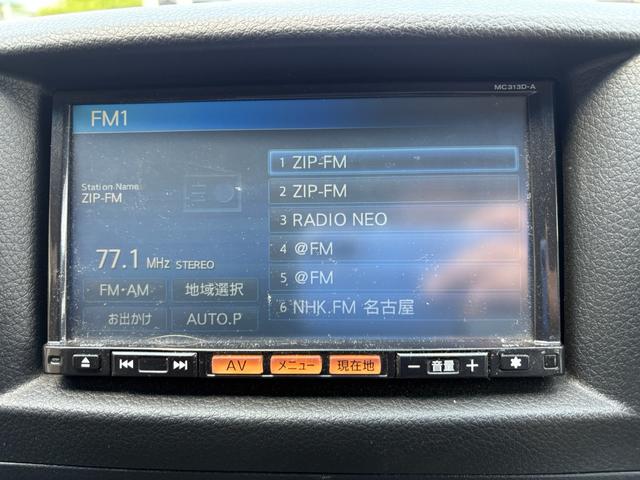 MC313D-A
FM1
Station Name
ZIP-FM
77.1 MHz STEREO
FM・AM 地域選択
お出かけ AUTO.P
1 ZIP-FM
2 ZIP-FM
3 RADIO NEO
4 @FM
5 @FM
6 NHK.FM 名古屋
AV メニュー 現在地 − 音量 + *